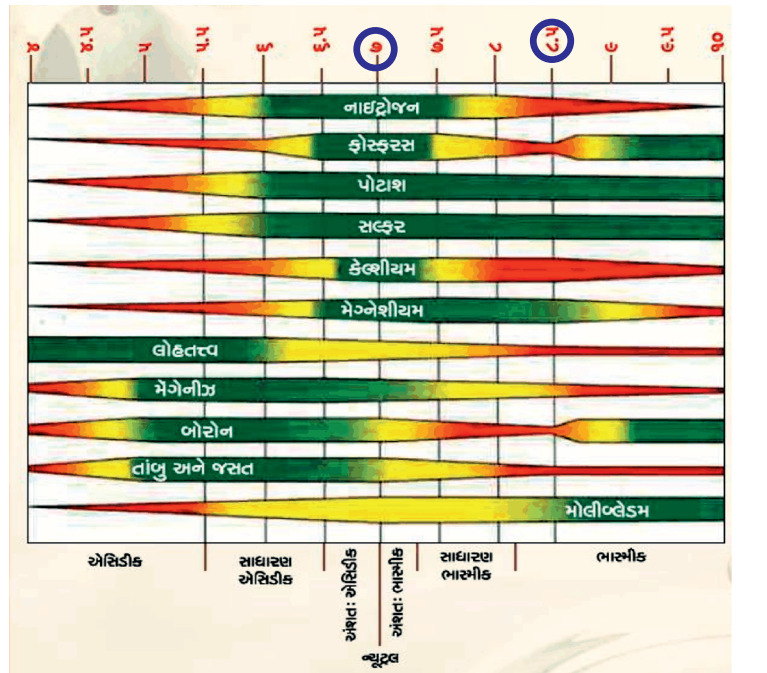 ૪ ૪.૫ ૫ ૫.૫ ૬ ૬.૫ ૭ ૭.૫ ૮ ૮.૫ ૯ ૯.૫ ૧૦
નાઈટ્રોજન
ફોસ્ફરસ
પોટાશ
સલ્ફર
કેલ્શીયમ
મેગ્નેશીયમ
લોહતત્ત્વ
મેંગેનીઝ
બોરોન
તાંબુ અને જસત
મોલીબ્લેડમ
એસિડીક
સાધારણ
એસિડીક
અંશતઃ એસિડીક
અંશતઃ ભાસ્મીક
સાધારણ
ભાસ્મીક
ભાસ્મીક
ન્યૂટ્રલ